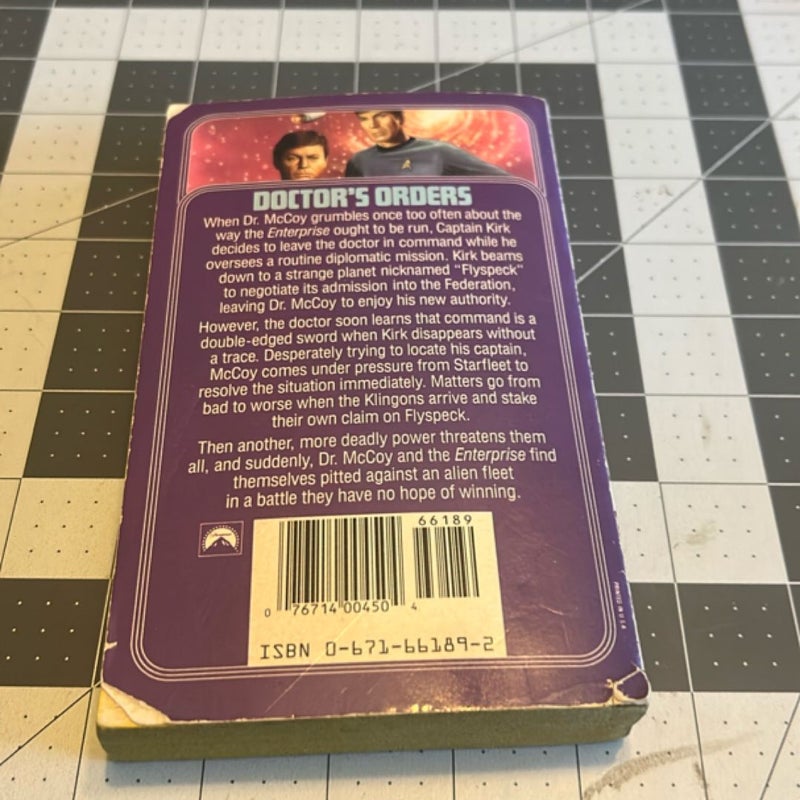 DOCTOR'S ORDERS
When Dr. McCoy grumbles once too often about the
way the Enterprise ought to be run, Captain Kirk
decides to leave the doctor in command while he
oversees a routine diplomatic mission. Kirk beams
down to a strange planet nicknamed "Flyspeck"
to negotiate its admission into the Federation,
leaving Dr. McCoy to enjoy his new authority.
However, the doctor soon learns that command is a
double-edged sword when Kirk disappears without
a trace. Desperately trying to locate his captain,
McCoy comes under pressure from Starfleet to
resolve the situation immediately. Matters go from
bad to worse when the Klingons arrive and stake
their own claim on Flyspeck.
Then another, more deadly power threatens them
all, and suddenly, Dr. McCoy and the Enterprise find
themselves pitted against an alien fleet
in a battle they have no hope of winning.
Paramount
66189
0 76714 00450 4
ISBN 0-671-66189-2
PRINTED IN U.S.A.